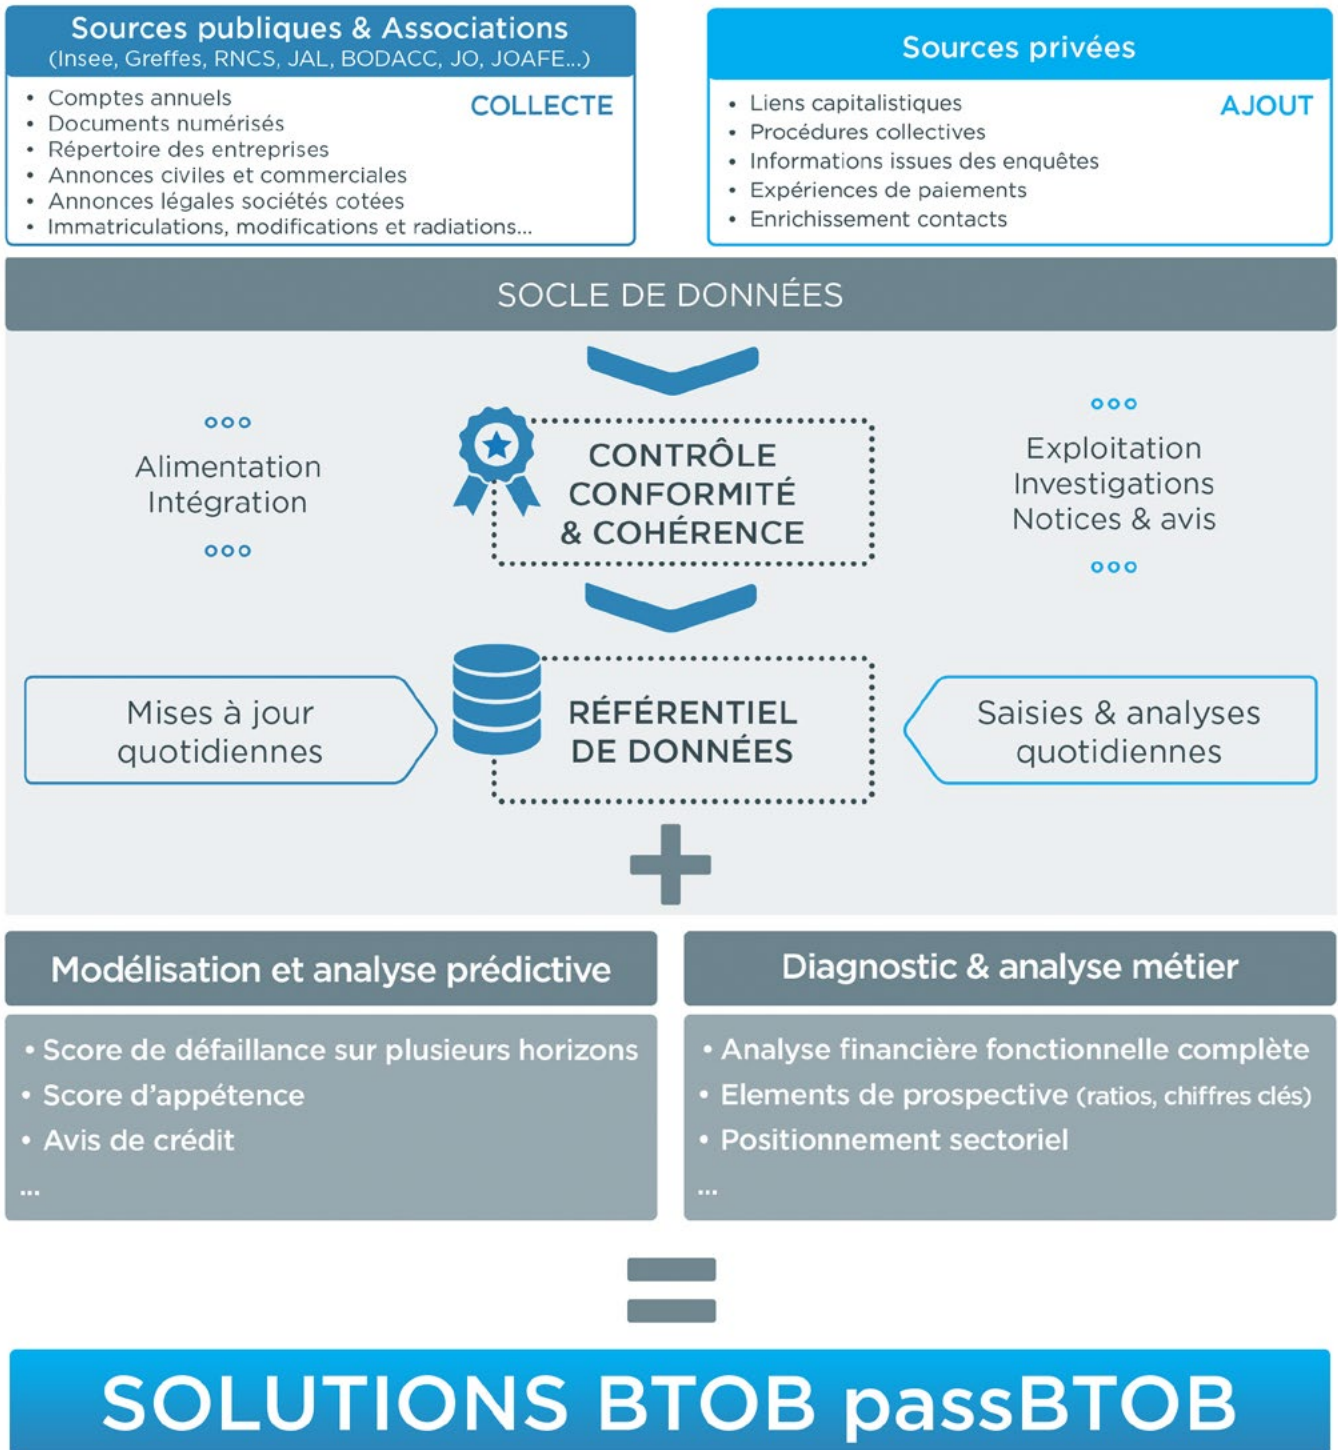 Sources publiques & Associations
(Insee, Greffes, RNCS, JAL, BODACC, JO, JOAFE...)
COLLECTE
• Comptes annuels
• Documents numérisés
• Répertoire des entreprises
• Annonces civiles et commerciales
• Annonces légales sociétés cotées
• Immatriculations, modifications et radiations...
Sources privées
AJOUT
• Liens capitalistiques
• Procédures collectives
• Informations issues des enquêtes
• Expériences de paiements
• Enrichissement contacts
SOCLE DE DONNÉES
Alimentation
Intégration
CONTRÔLE
CONFORMITÉ
& COHÉRENCE
Exploitation
Investigations
Notices & avis
Mises à jour
quotidiennes
RÉFÉRENTIEL
DE DONNÉES
Saisies & analyses
quotidiennes
Modélisation et analyse prédictive
• Score de défaillance sur plusieurs horizons
• Score d'appétence
• Avis de crédit
...
Diagnostic & analyse métier
• Analyse financière fonctionnelle complète
• Elements de prospective (ratios, chiffres clés)
• Positionnement sectoriel
...
SOLUTIONS BTOB passBTOB